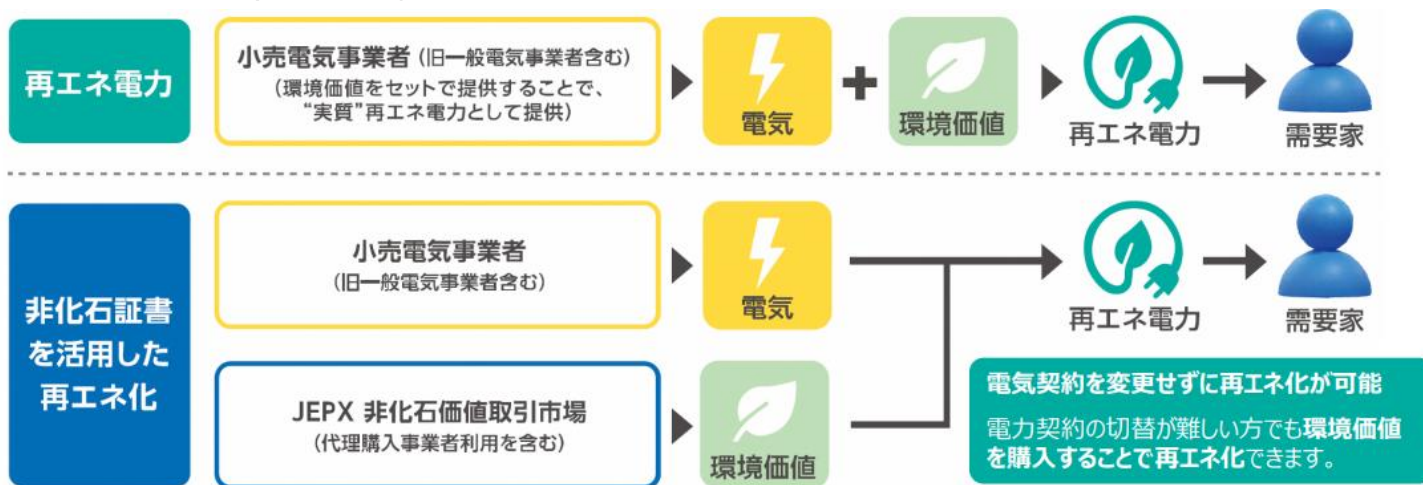 再エネ電力
小売電気事業者（旧一般電気事業者含む）
（環境価値をセットで提供することで、
“実質”再エネ電力として提供）
電気
環境価値
再エネ電力
需要家
非化石証書
を活用した
再エネ化
小売電気事業者
（旧一般電気事業者含む）
電気
JEPX 非化石価値取引市場
（代理購入事業者利用を含む）
環境価値
再エネ電力
需要家
電気契約を変更せずに再エネ化が可能
電力契約の切替が難しい方でも環境価値
を購入することで再エネ化できます。